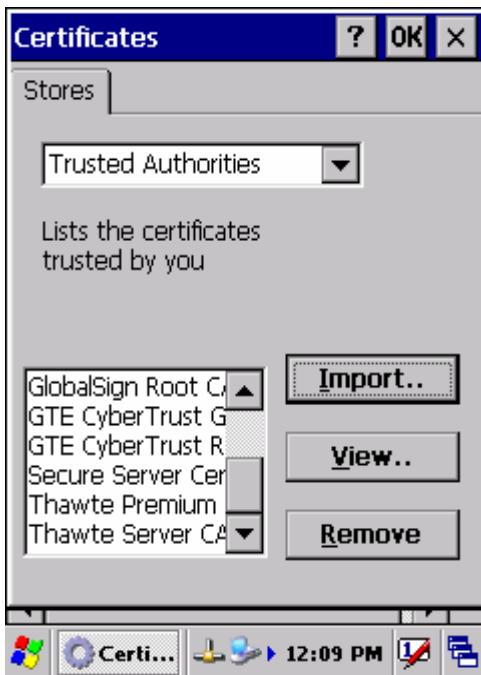 Certificates ? OK ×
Stores
Trusted Authorities
Lists the certificates
trusted by you
GlobalSign Root CA
GTE CyberTrust G
GTE CyberTrust R
Secure Server Cer
Thawte Premium
Thawte Server CA
Import..
View..
Remove
Certi... 12:09 PM